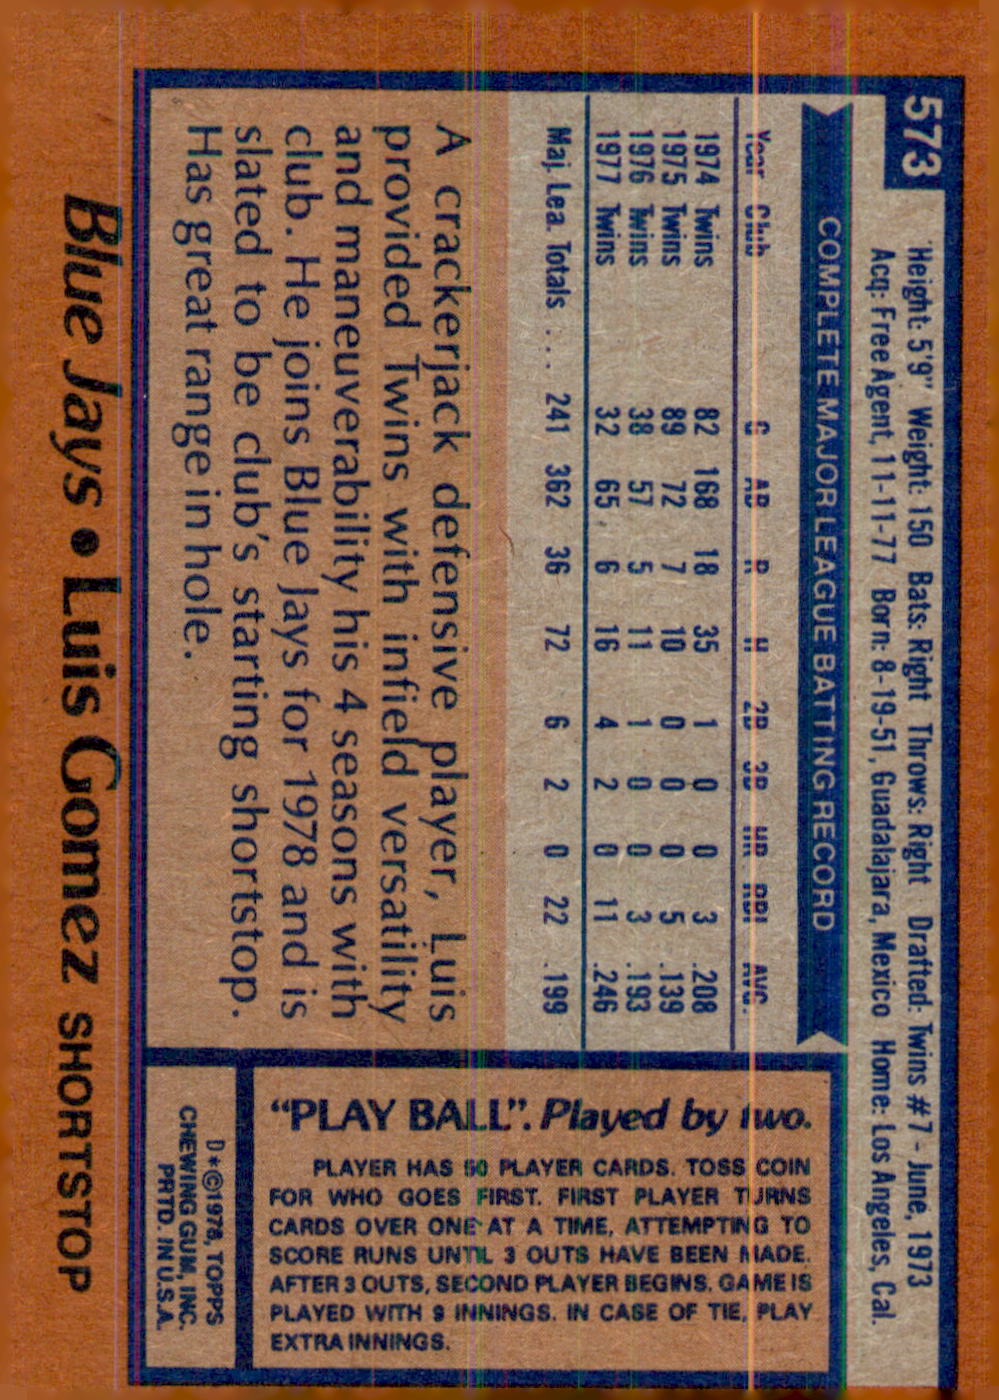 573
Height: 5'9" Weight: 150 Bats: Right Throws: Right Drafted: Twins #7 - June, 1973
Acq: Free Agent, 11-11-77 Born: 8-19-51, Guadalajara, Mexico Home: Los Angeles, Cal.
COMPLETE MAJOR LEAGUE BATTING RECORD
Year Club G AB R H 2B 3B HR RBI AVG.
1974 Twins 82 168 18 35 1 0 0 3 .208
1975 Twins 89 72 7 10 0 0 0 5 .139
1976 Twins 38 57 5 11 1 0 0 3 .193
1977 Twins 32 65 6 16 4 2 0 11 .246
Maj. Lea. Totals .... 241 362 36 72 6 2 0 22 .199
A crackerjack defensive player, Luis
provided Twins with infield versatility
and maneuverability his 4 seasons with
club. He joins Blue Jays for 1978 and is
slated to be club's starting shortstop.
Has great range in hole.
"PLAY BALL". Played by two.
PLAYER HAS 50 PLAYER CARDS. TOSS COIN
FOR WHO GOES FIRST. FIRST PLAYER TURNS
CARDS OVER ONE AT A TIME, ATTEMPTING TO
SCORE RUNS UNTIL 3 OUTS HAVE BEEN MADE.
AFTER 3 OUTS, SECOND PLAYER BEGINS. GAME IS
PLAYED WITH 9 INNINGS. IN CASE OF TIE, PLAY
EXTRA INNINGS.
D*©1978, TOPPS
CHEWING GUM, INC.
PRTD. IN U.S.A.
Blue Jays • Luis Gomez SHORTSTOP